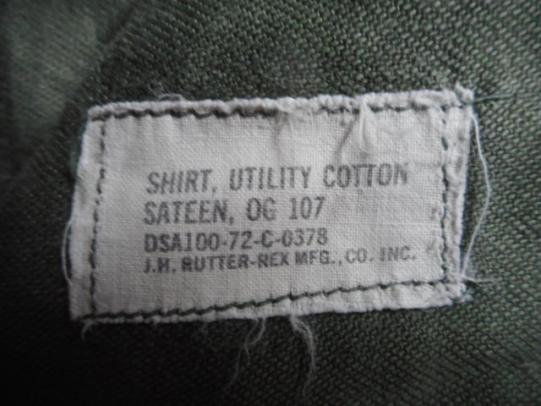 SHIRT, UTILITY COTTON
SATEEN, OG 107
DSA100-72-C-0378
J.H. RUTTER-REX MFG., CO. INC.